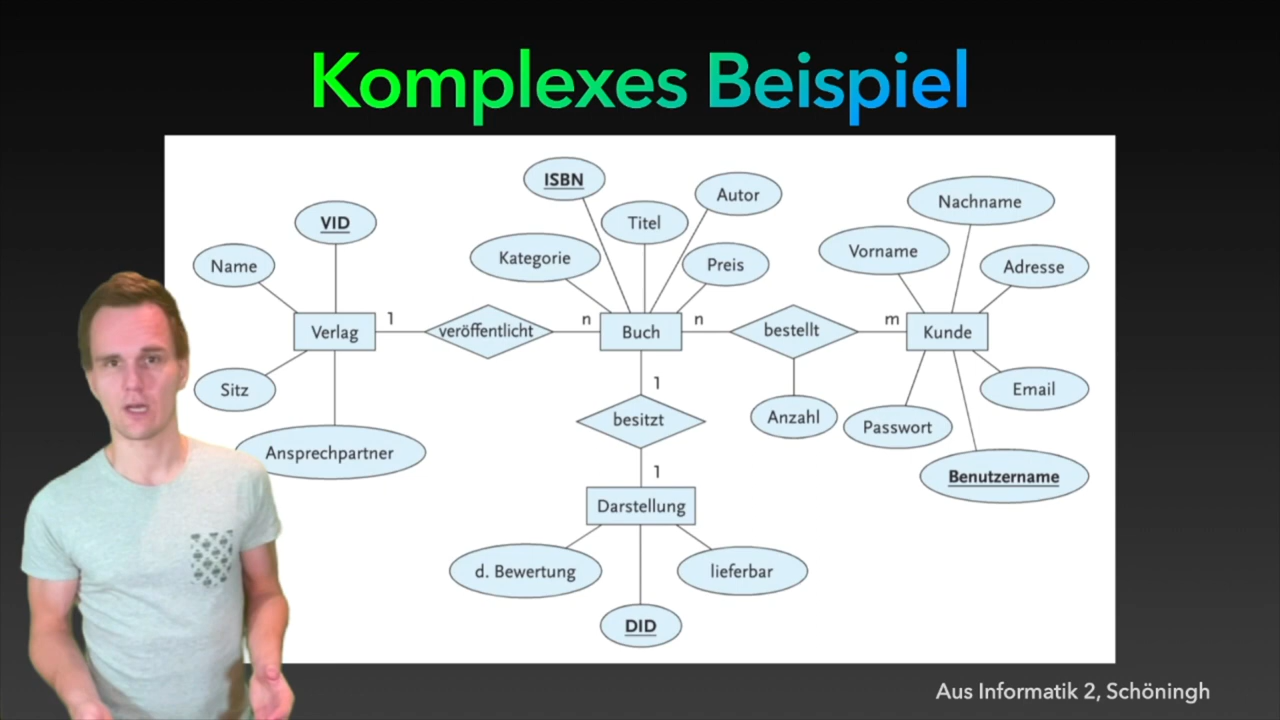 Komplexes Beispiel
ISBN
Autor
Nachname
VID
Titel
Vorname
Name
Kategorie
Preis
Adresse
Verlag
1
veröffentlicht
n
Buch
n
bestellt
m
Kunde
Sitz
1
Anzahl
Email
besitzt
Passwort
Ansprechpartner
1
Benutzername
Darstellung
d. Bewertung
lieferbar
DID
Aus Informatik 2, Schöningh